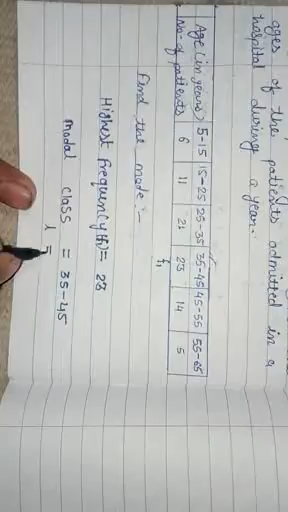 ages of the patients admitted in a
hospital during a year:
Age (in years) 5-15 15-25 25-35 35-45 45-55 55-65
No. of patients 6 11 21 23 14 5
f₁
Find the mode :-
Highest frequency (f₁) = 23
modal class = 35-45
l =